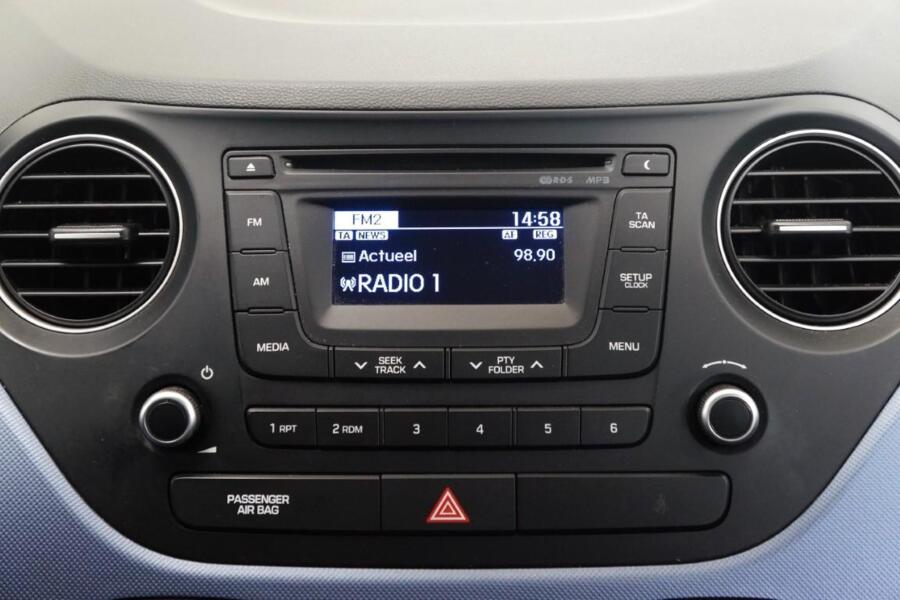 RDS MP3
FM
FM2 14:58
TA NEWS AF REG
Actueel 98.90
RADIO 1
TA
SCAN
AM
SETUP
CLOCK
MEDIA
SEEK
TRACK
PTY
FOLDER
MENU
1 RPT 2 RDM 3 4 5 6
PASSENGER
AIR BAG